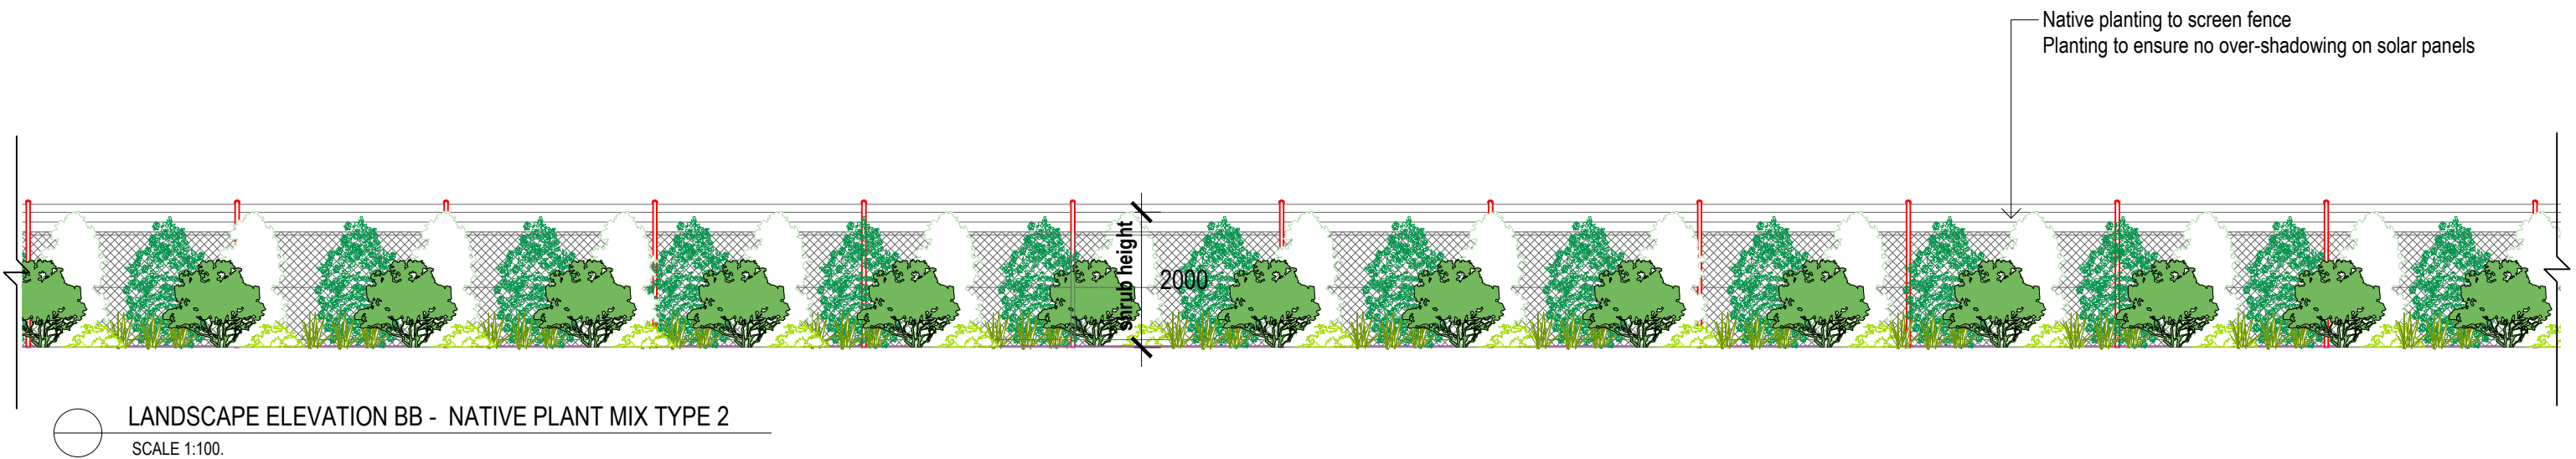 Native planting to screen fence
Planting to ensure no over-shadowing on solar panels
shrub height
2000
LANDSCAPE ELEVATION BB - NATIVE PLANT MIX TYPE 2
SCALE 1:100.